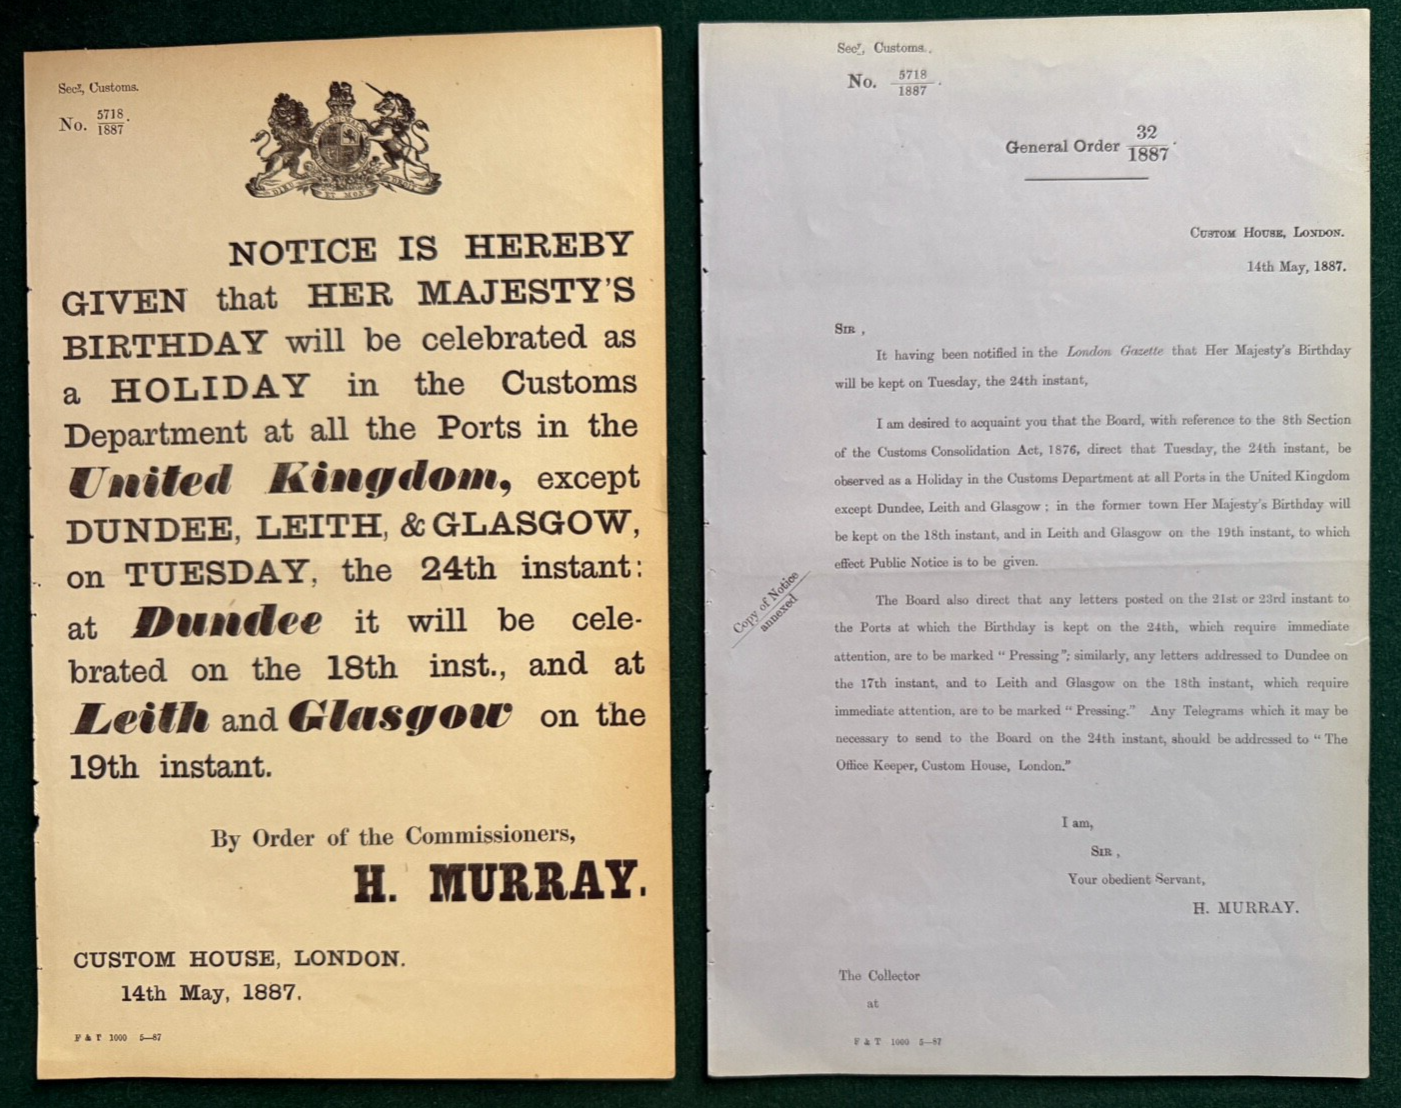 Secy, Customs.
No. 5718/1887.
DIEU ET MON DROIT
NOTICE IS HEREBY
GIVEN that HER MAJESTY'S
BIRTHDAY will be celebrated as
a HOLIDAY in the Customs
Department at all the Ports in the
United Kingdom, except
DUNDEE, LEITH, & GLASGOW,
on TUESDAY, the 24th instant:
at Dundee it will be cele-
brated on the 18th inst., and at
Leith and Glasgow on the
19th instant.
By Order of the Commissioners,
H. MURRAY.
CUSTOM HOUSE, LONDON.
14th May, 1887.
F & T 1000 5—87
Secy, Customs.
No. 5718/1887.
General Order 32/1887.
CUSTOM HOUSE, LONDON.
14th May, 1887.
SIR,
It having been notified in the London Gazette that Her Majesty's Birthday
will be kept on Tuesday, the 24th instant,
I am desired to acquaint you that the Board, with reference to the 8th Section
of the Customs Consolidation Act, 1876, direct that Tuesday, the 24th instant, be
observed as a Holiday in the Customs Department at all Ports in the United Kingdom
except Dundee, Leith and Glasgow; in the former town Her Majesty's Birthday will
be kept on the 18th instant, and in Leith and Glasgow on the 19th instant, to which
effect Public Notice is to be given.
Copy of Notice
annexed
The Board also direct that any letters posted on the 21st or 23rd instant to
the Ports at which the Birthday is kept on the 24th, which require immediate
attention, are to be marked "Pressing"; similarly, any letters addressed to Dundee on
the 17th instant, and to Leith and Glasgow on the 18th instant, which require
immediate attention, are to be marked "Pressing." Any Telegrams which it may be
necessary to send to the Board on the 24th instant, should be addressed to "The
Office Keeper, Custom House, London."
I am,
SIR,
Your obedient Servant,
H. MURRAY.
The Collector
at
F & T 1000 5—87